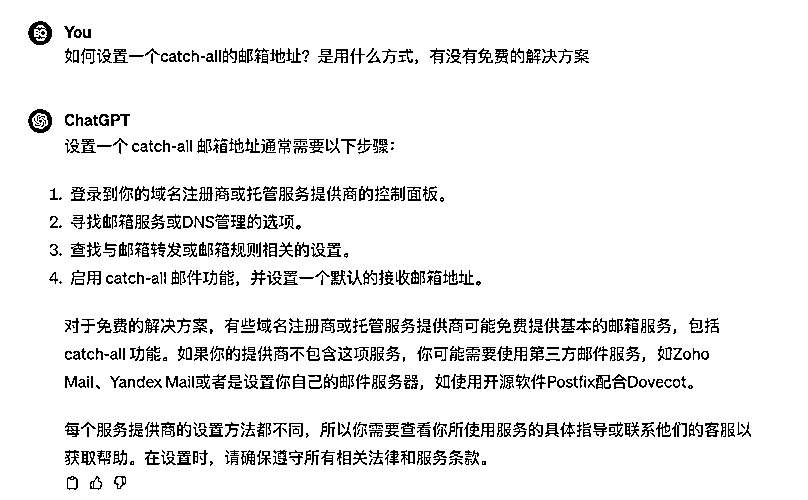 You
如何设置一个catch-all的邮箱地址？是用什么方式，有没有免费的解决方案
ChatGPT
设置一个 catch-all 邮箱地址通常需要以下步骤：
1. 登录到你的域名注册商或托管服务提供商的控制面板。
2. 寻找邮箱服务或DNS管理的选项。
3. 查找与邮箱转发或邮箱规则相关的设置。
4. 启用 catch-all 邮件功能，并设置一个默认的接收邮箱地址。
对于免费的解决方案，有些域名注册商或托管服务提供商可能免费提供基本的邮箱服务，包括
catch-all 功能。如果你的提供商不包含这项服务，你可能需要使用第三方邮件服务，如Zoho
Mail、Yandex Mail或者是设置你自己的邮件服务器，如使用开源软件Postfix配合Dovecot。
每个服务提供商的设置方法都不同，所以你需要查看你所使用服务的具体指导或联系他们的客服以
获取帮助。在设置时，请确保遵守所有相关法律和服务条款。